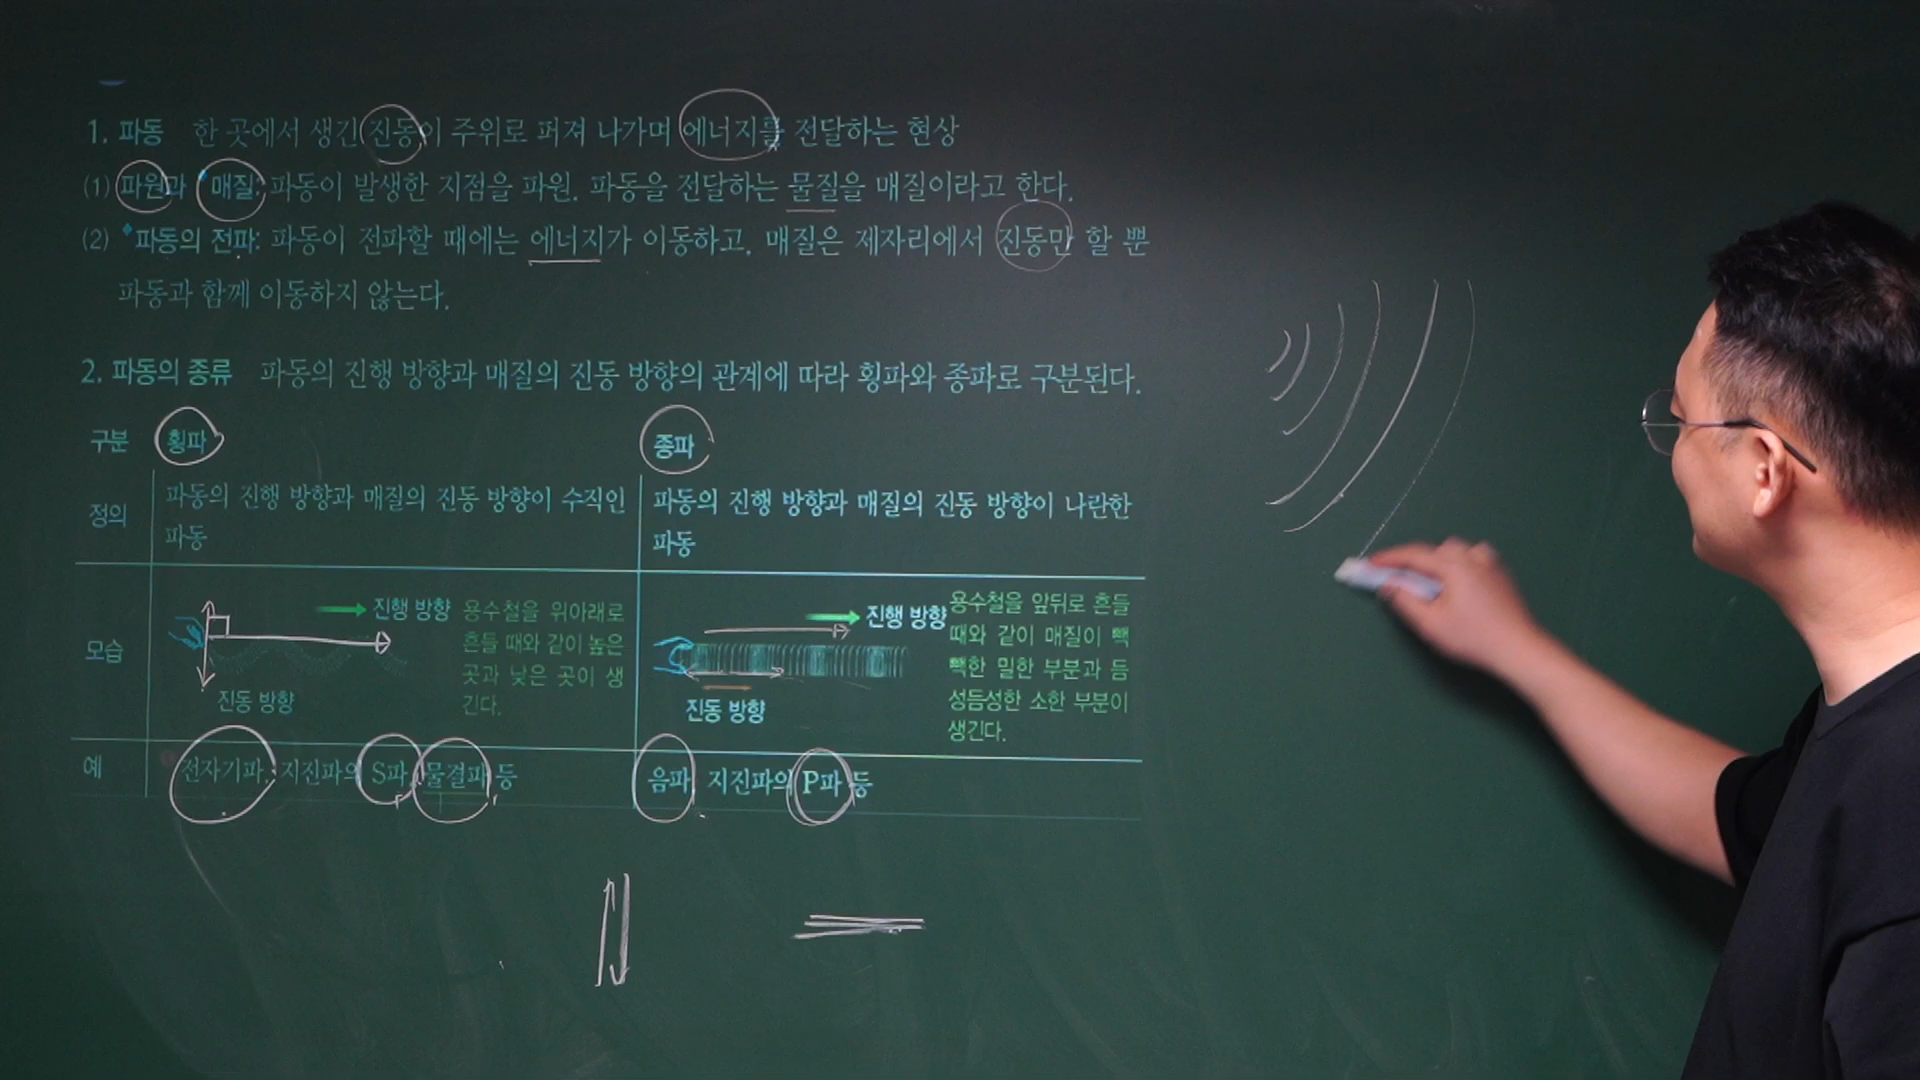 1. 파동 한 곳에서 생긴 진동이 주위로 퍼져 나가며 에너지를 전달하는 현상
(1) 파원과 매질: 파동이 발생한 지점을 파원, 파동을 전달하는 물질을 매질이라고 한다.
(2) 파동의 전파: 파동이 전파할 때에는 에너지가 이동하고, 매질은 제자리에서 진동만 할 뿐
파동과 함께 이동하지 않는다.
2. 파동의 종류 파동의 진행 방향과 매질의 진동 방향의 관계에 따라 횡파와 종파로 구분된다.
구분 횡파 종파
정의
파동의 진행 방향과 매질의 진동 방향이 수직인
파동
파동의 진행 방향과 매질의 진동 방향이 나란한
파동
모습
진행 방향
진동 방향
용수철을 위아래로
흔들 때와 같이 높은
곳과 낮은 곳이 생
긴다.
진행 방향
진동 방향
용수철을 앞뒤로 흔들
때와 같이 매질이 빽
빽한 밀한 부분과 듬
성듬성한 소한 부분이
생긴다.
예 전자기파, 지진파의 S파, 물결파 등
음파, 지진파의 P파 등